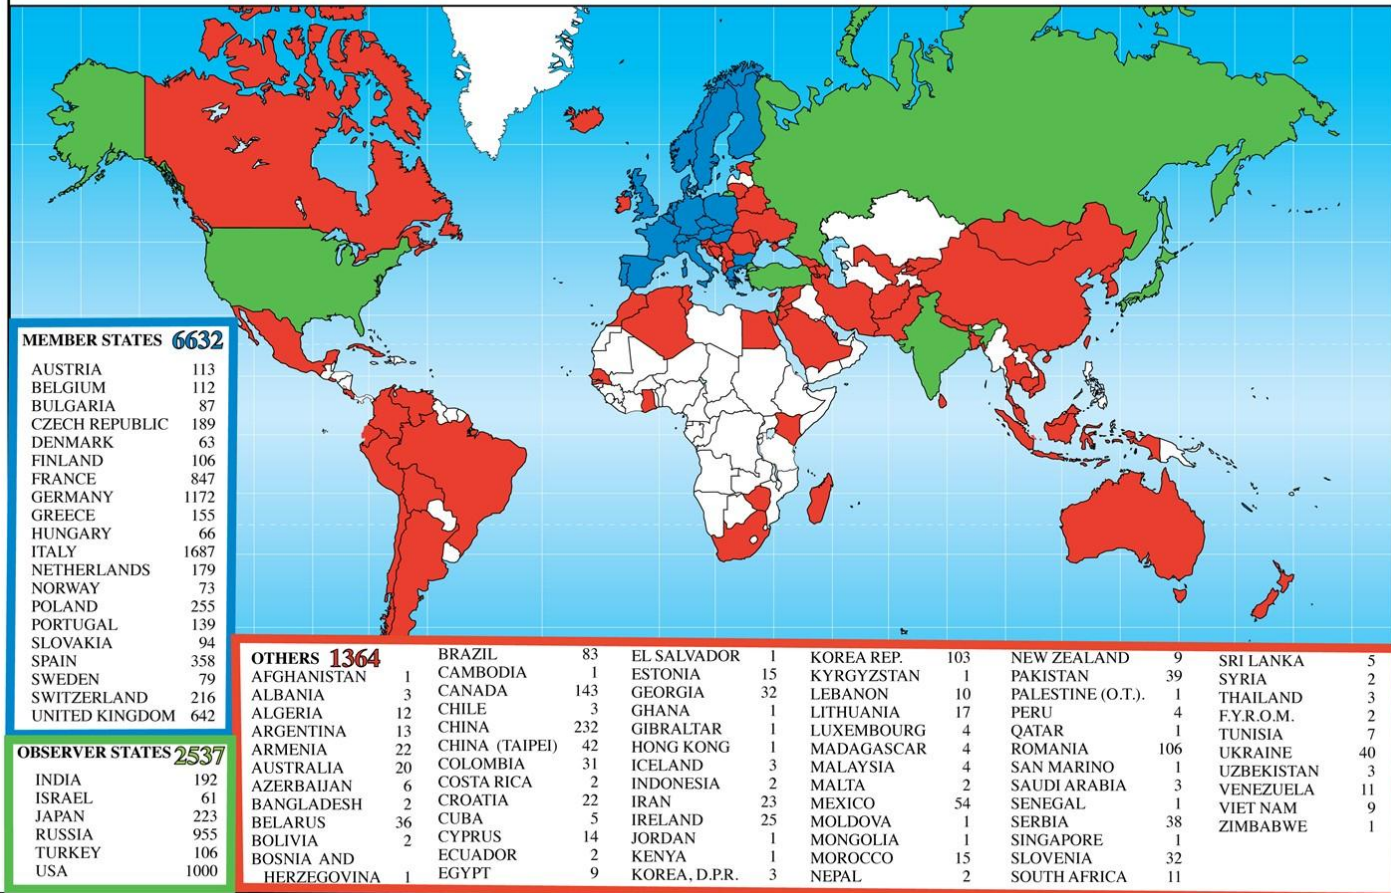 MEMBER STATES 6632
AUSTRIA 113
BELGIUM 112
BULGARIA 87
CZECH REPUBLIC 189
DENMARK 63
FINLAND 106
FRANCE 847
GERMANY 1172
GREECE 155
HUNGARY 66
ITALY 1687
NETHERLANDS 179
NORWAY 73
POLAND 255
PORTUGAL 139
SLOVAKIA 94
SPAIN 358
SWEDEN 79
SWITZERLAND 216
UNITED KINGDOM 642
OBSERVER STATES 2537
INDIA 192
ISRAEL 61
JAPAN 223
RUSSIA 955
TURKEY 106
USA 1000
OTHERS 1364
AFGHANISTAN 1
ALBANIA 3
ALGERIA 12
ARGENTINA 13
ARMENIA 22
AUSTRALIA 20
AZERBAIJAN 6
BANGLADESH 2
BELARUS 36
BOLIVIA 2
BOSNIA AND
HERZEGOVINA 1
BRAZIL 83
CAMBODIA 1
CANADA 143
CHILE 3
CHINA 232
CHINA (TAIPEI) 42
COLOMBIA 31
COSTA RICA 2
CROATIA 22
CUBA 5
CYPRUS 14
ECUADOR 2
EGYPT 9
EL SALVADOR 1
ESTONIA 15
GEORGIA 32
GHANA 1
GIBRALTAR 1
HONG KONG 1
ICELAND 3
INDONESIA 2
IRAN 23
IRELAND 25
JORDAN 1
KENYA 1
KOREA, D.P.R. 3
KOREA REP. 103
KYRGYZSTAN 1
LEBANON 10
LITHUANIA 17
LUXEMBOURG 4
MADAGASCAR 4
MALAYSIA 4
MALTA 2
MEXICO 54
MOLDOVA 1
MONGOLIA 1
MOROCCO 15
NEPAL 2
NEW ZEALAND 9
PAKISTAN 39
PALESTINE (O.T.). 1
PERU 4
QATAR 1
ROMANIA 106
SAN MARINO 1
SAUDI ARABIA 3
SENEGAL 1
SERBIA 38
SINGAPORE 1
SLOVENIA 32
SOUTH AFRICA 11
SRI LANKA 5
SYRIA 2
THAILAND 3
F.Y.R.O.M. 2
TUNISIA 7
UKRAINE 40
UZBEKISTAN 3
VENEZUELA 11
VIET NAM 9
ZIMBABWE 1